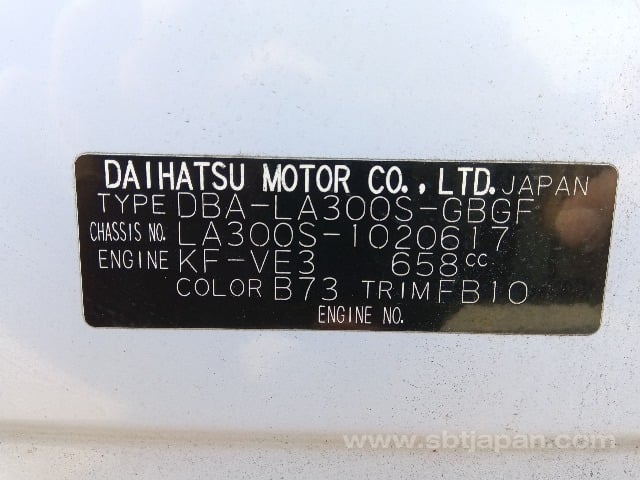 DAIHATSU MOTOR CO., LTD. JAPAN
TYPE DBA-LA300S-GBGF
CHASSIS NO. LA300S-1020617
ENGINE KF-VE3 658cc
COLOR B73 TRIM FB10
ENGINE NO.
www.sbtjapan.com